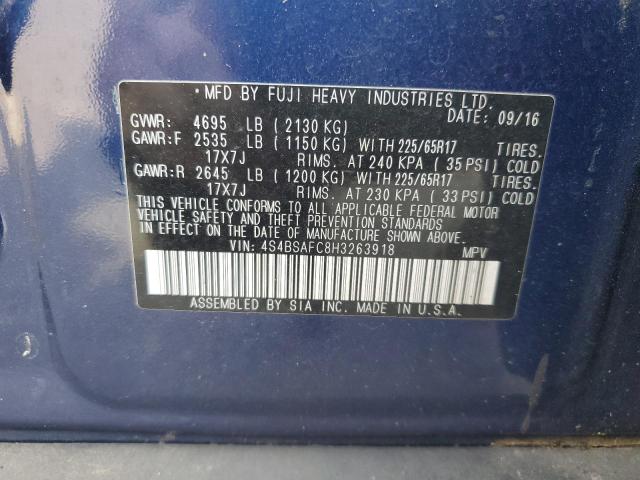 • MFD BY FUJI HEAVY INDUSTRIES LTD.
DATE: 09/16
GVWR: 4695 LB ( 2130 KG)
GAWR:F 2535 LB ( 1150 KG) WITH 225/65R17 TIRES.
17X7J RIMS. AT 240 KPA ( 35 PSI) COLD
GAWR:R 2645 LB ( 1200 KG) WITH 225/65R17 TIRES.
17X7J RIMS. AT 230 KPA ( 33 PSI) COLD
THIS VEHICLE CONFORMS TO ALL APPLICABLE FEDERAL MOTOR
VEHICLE SAFETY AND THEFT PREVENTION STANDARDS
IN EFFECT ON THE DATE OF MANUFACTURE SHOWN ABOVE.
VIN: 4S4BSAFC8H3263918 MPV
ASSEMBLED BY SIA INC. MADE IN U.S.A.